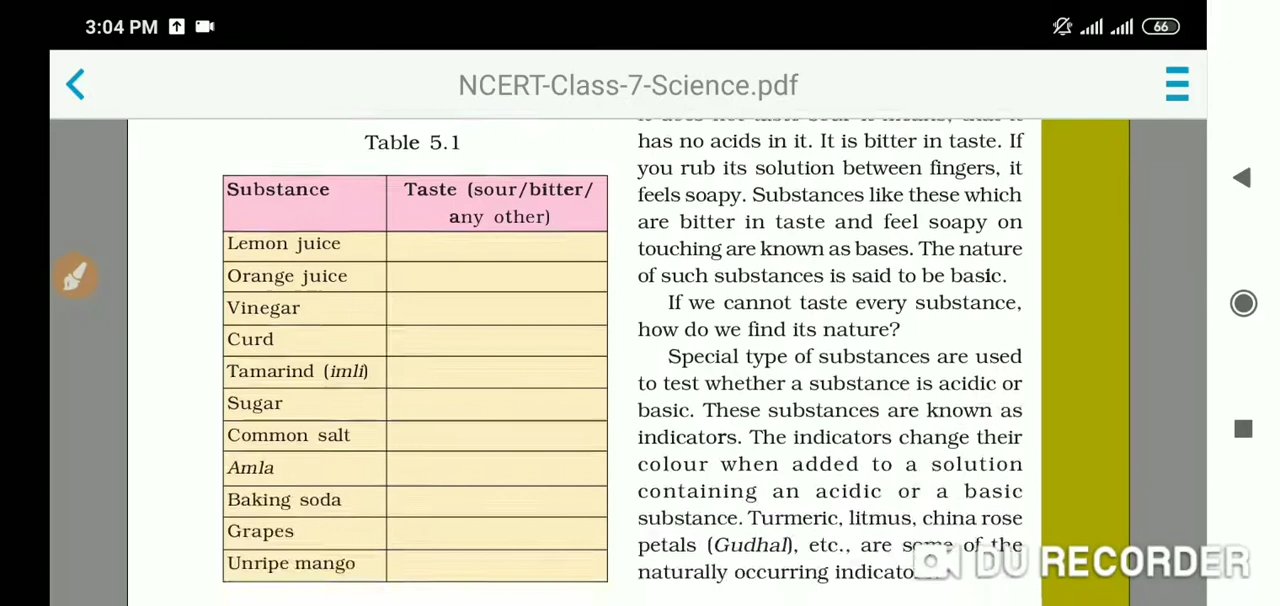 3:04 PM
66
NCERT-Class-7-Science.pdf
Table 5.1
Substance Taste (sour/bitter/
any other)
Lemon juice
Orange juice
Vinegar
Curd
Tamarind (imli)
Sugar
Common salt
Amla
Baking soda
Grapes
Unripe mango
has no acids in it. It is bitter in taste. If
you rub its solution between fingers, it
feels soapy. Substances like these which
are bitter in taste and feel soapy on
touching are known as bases. The nature
of such substances is said to be basic.
If we cannot taste every substance,
how do we find its nature?
Special type of substances are used
to test whether a substance is acidic or
basic. These substances are known as
indicators. The indicators change their
colour when added to a solution
containing an acidic or a basic
substance. Turmeric, litmus, china rose
petals (Gudhal), etc., are some of the
naturally occurring
DU RECORDER